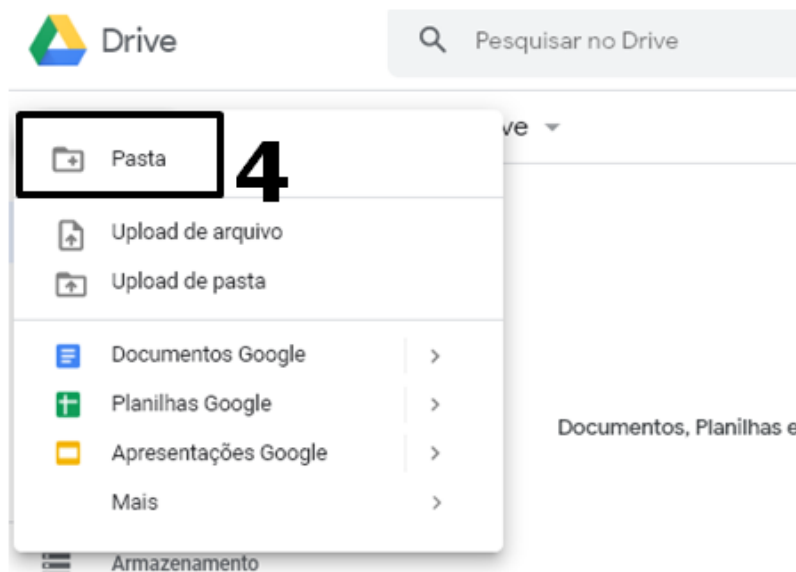 Drive
Pesquisar no Drive
ve
Pasta
4
Upload de arquivo
Upload de pasta
Documentos Google
Planilhas Google
Documentos, Planilhas e
Apresentações Google
Mais
Armazenamento